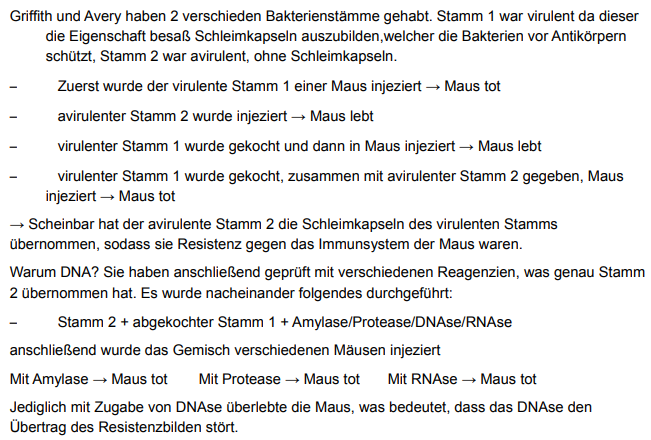 Griffith und Avery haben 2 verschieden Bakterienstämme gehabt. Stamm 1 war virulent da dieser
die Eigenschaft besaß Schleimkapseln auszubilden,welcher die Bakterien vor Antikörpern
schützt, Stamm 2 war avirulent, ohne Schleimkapseln.
– Zuerst wurde der virulente Stamm 1 einer Maus injeziert → Maus tot
– avirulenter Stamm 2 wurde injeziert → Maus lebt
– virulenter Stamm 1 wurde gekocht und dann in Maus injeziert → Maus lebt
– virulenter Stamm 1 wurde gekocht, zusammen mit avirulenter Stamm 2 gegeben, Maus
injeziert → Maus tot
→ Scheinbar hat der avirulente Stamm 2 die Schleimkapseln des virulenten Stamms
übernommen, sodass sie Resistenz gegen das Immunsystem der Maus waren.
Warum DNA? Sie haben anschließend geprüft mit verschiedenen Reagenzien, was genau Stamm
2 übernommen hat. Es wurde nacheinander folgendes durchgeführt:
– Stamm 2 + abgekochter Stamm 1 + Amylase/Protease/DNAse/RNAse
anschließend wurde das Gemisch verschiedenen Mäusen injeziert
Mit Amylase → Maus tot Mit Protease → Maus tot Mit RNAse → Maus tot
Jediglich mit Zugabe von DNAse überlebte die Maus, was bedeutet, dass das DNAse den
Übertrag des Resistenzbilden stört.